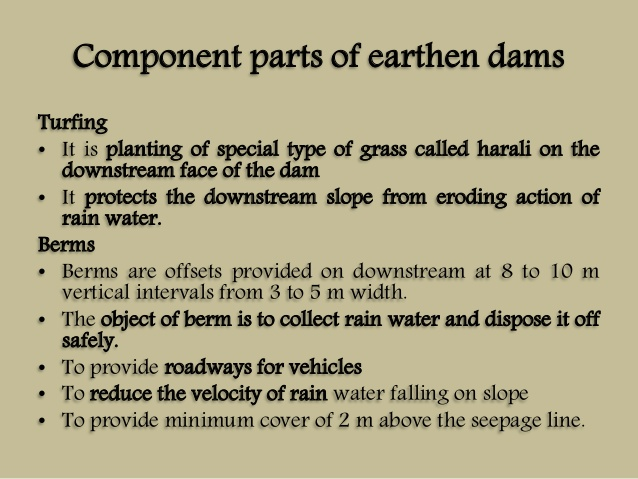 Component parts of earthen dams
Turfing
• It is planting of special type of grass called harali on the
downstream face of the dam
• It protects the downstream slope from eroding action of
rain water.
Berms
• Berms are offsets provided on downstream at 8 to 10 m
vertical intervals from 3 to 5 m width.
• The object of berm is to collect rain water and dispose it off
safely.
• To provide roadways for vehicles
• To reduce the velocity of rain water falling on slope
• To provide minimum cover of 2 m above the seepage line.